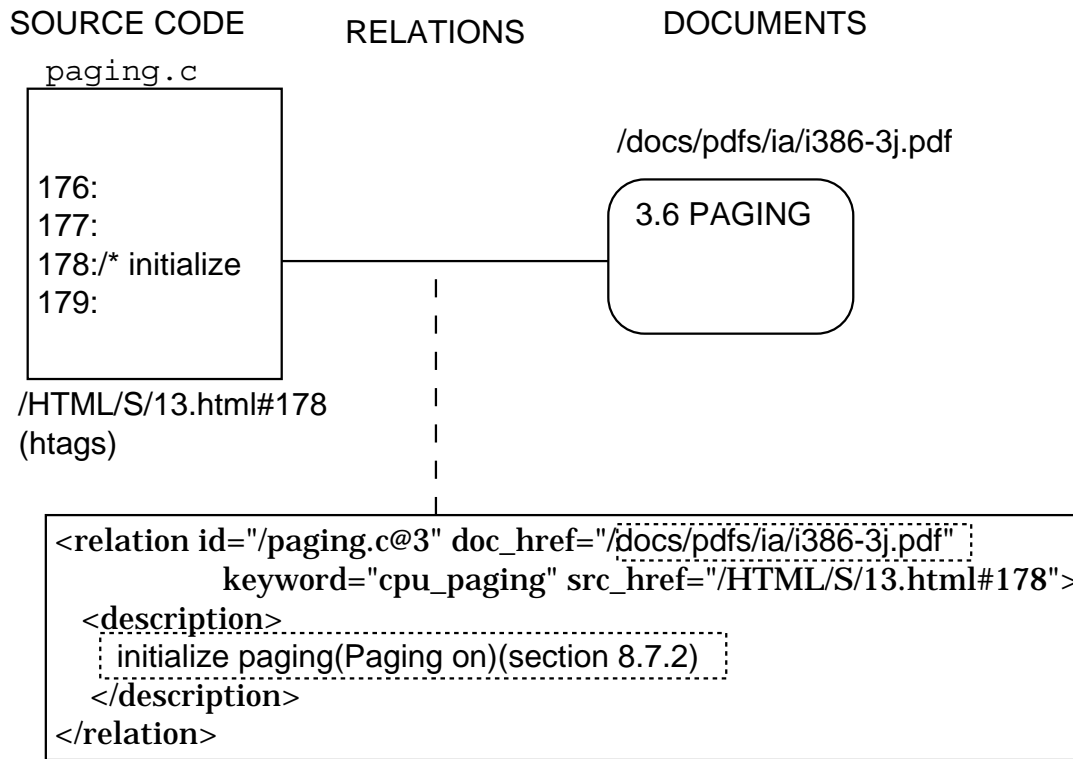 SOURCE CODE
RELATIONS
DOCUMENTS
paging.c
/docs/pdfs/ia/i386-3j.pdf
176:
177:
178:/* initialize
179:
3.6 PAGING
/HTML/S/13.html#178
(htags)
<relation id="/paging.c@3" doc_href="/docs/pdfs/ia/i386-3j.pdf"
keyword="cpu_paging" src_href="/HTML/S/13.html#178">
<description>
initialize paging(Paging on)(section 8.7.2)
</description>
</relation>